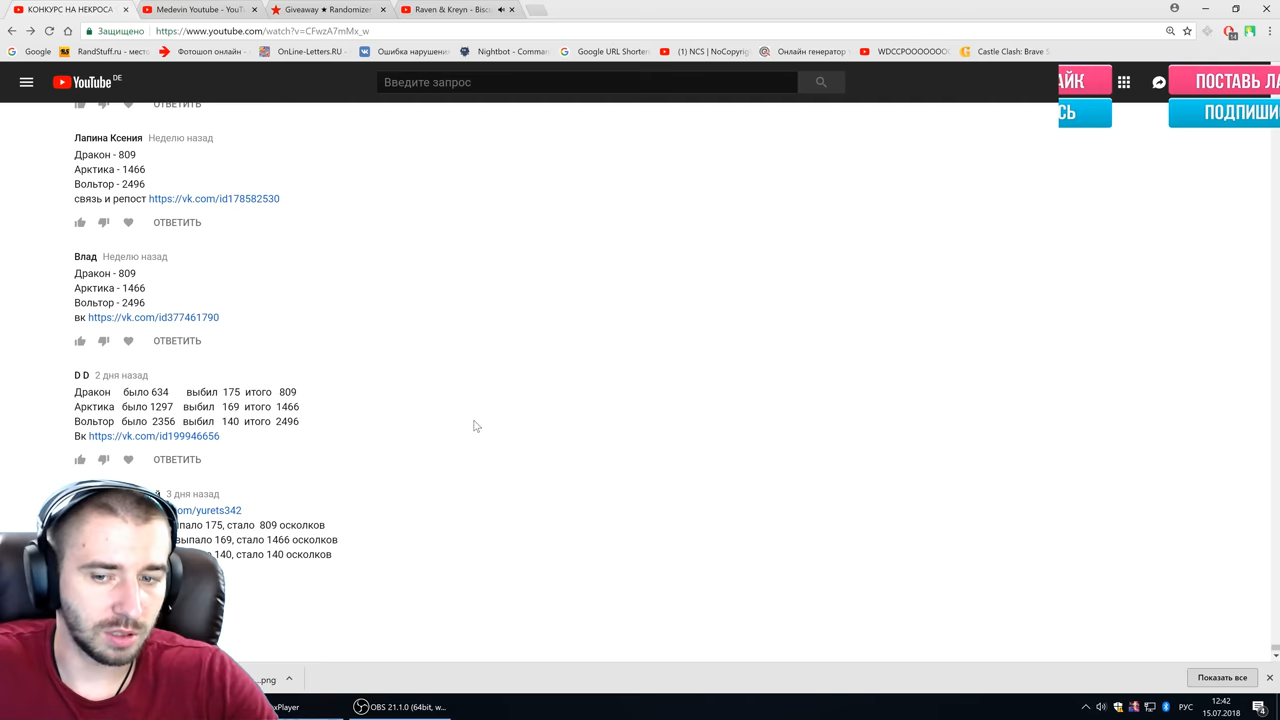 КОНКУРС НА НЕКРОСА
Medevin Youtube - YouT
Giveaway ★ Randomizer
Raven & Kreyn - Biscu
Защищено
https://www.youtube.com/watch?v=CFwzA7mMx_w
Google
RandStuff.ru - место
Фотошоп онлайн -
OnLine-Letters.RU
Ошибка нарушения
Nightbot - Comman
Google URL Shorten
(1) NCS | NoCopyrig
Онлайн генератор
WDCCPOOOOOOO
Castle Clash: Brave S
YouTube DE
Введите запрос
АЙК
ПОСТАВЬ ЛА
СЬ
ПОДПИШИ
ОТВЕТИТЬ
Лапина Ксения Неделю назад
Дракон - 809
Арктика - 1466
Вольтор - 2496
связь и репост https://vk.com/id178582530
ОТВЕТИТЬ
Влад Неделю назад
Дракон - 809
Арктика - 1466
Вольтор - 2496
вк https://vk.com/id377461790
ОТВЕТИТЬ
D D 2 дня назад
Дракон было 634 выбил 175 итого 809
Арктика было 1297 выбил 169 итого 1466
Вольтор было 2356 выбил 140 итого 2496
Вк https://vk.com/id199946656
ОТВЕТИТЬ
й 3 дня назад
om/yurets342
пало 175, стало 809 осколков
выпало 169, стало 1466 осколков
140, стало 140 осколков
...png
Показать все
xPlayer
OBS 21.1.0 (64bit, w...
РУС
12:42
15.07.2018
4